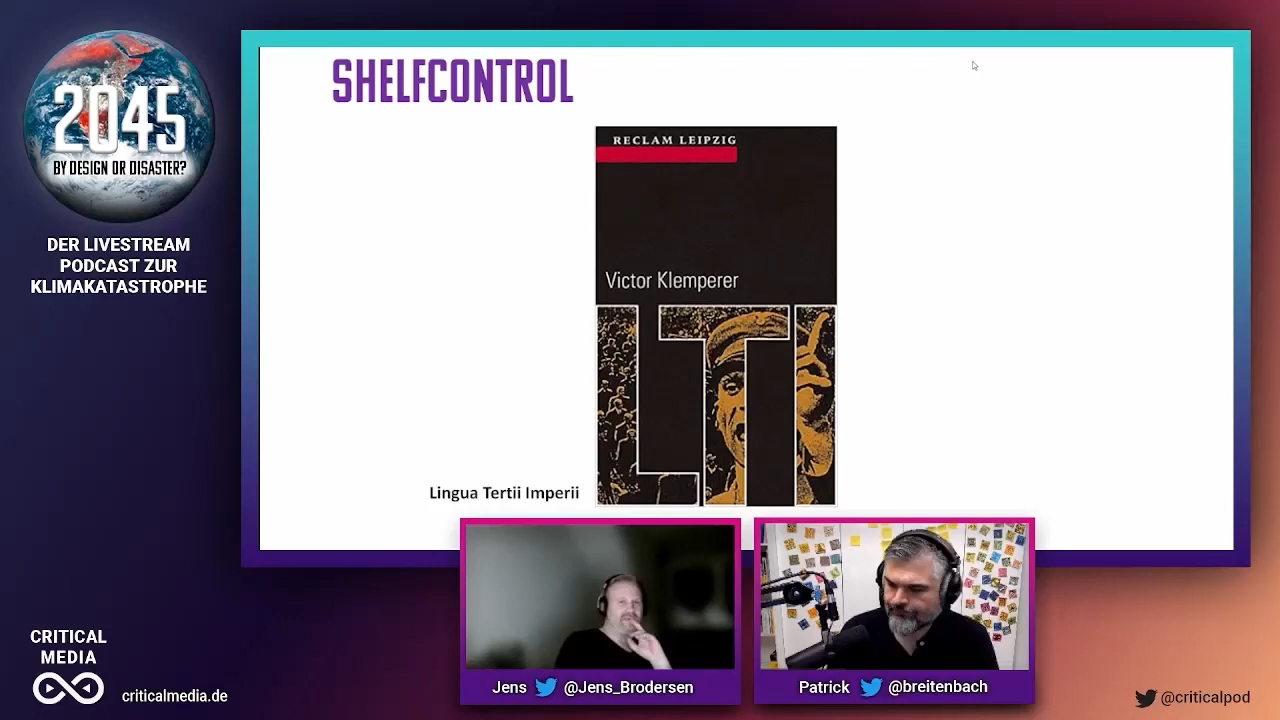 2045
BY DESIGN OR DISASTER?
DER LIVESTREAM
PODCAST ZUR
KLIMAKATASTROPHE
SHELFCONTROL
RECLAM LEIPZIG
Victor Klemperer
LTI
Lingua Tertii Imperii
Jens @Jens_Brodersen
Patrick @breitenbach
CRITICAL
MEDIA
criticalmedia.de
@criticalpod